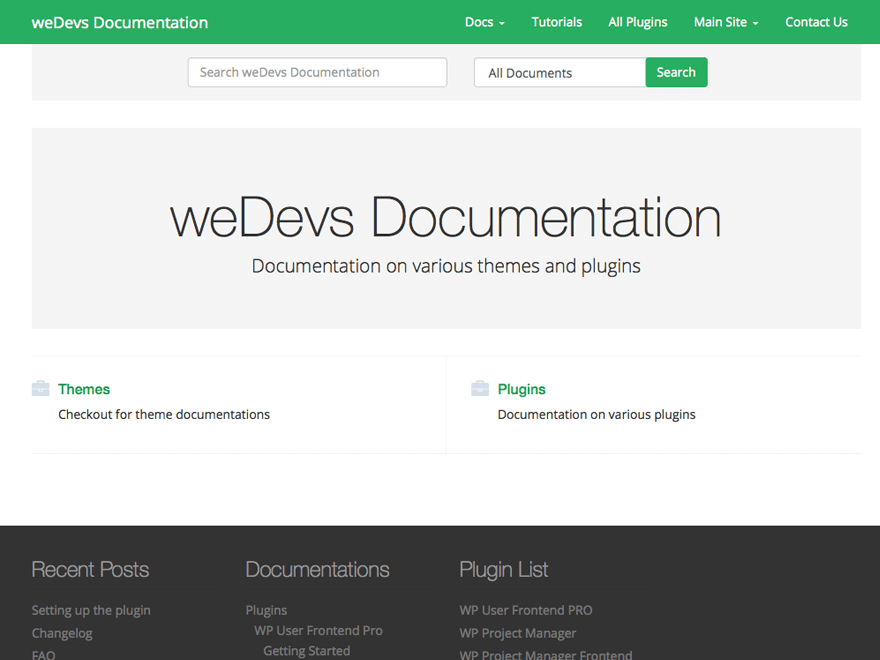 weDevs Documentation
Docs
Tutorials
All Plugins
Main Site
Contact Us
Search weDevs Documentation
All Documents
Search
weDevs Documentation
Documentation on various themes and plugins
Themes
Checkout for theme documentations
Plugins
Documentation on various plugins
Recent Posts
Setting up the plugin
Changelog
FAQ
Documentations
Plugins
WP User Frontend Pro
Getting Started
Plugin List
WP User Frontend PRO
WP Project Manager
WP Project Manager Frontend